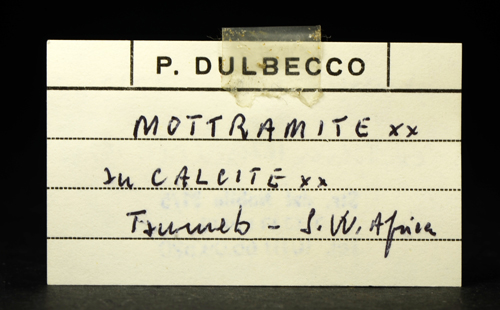 P. DULBECCO
MOTTRAMITE xx
su CALCITE xx
Tsumeb - S.W. Africa